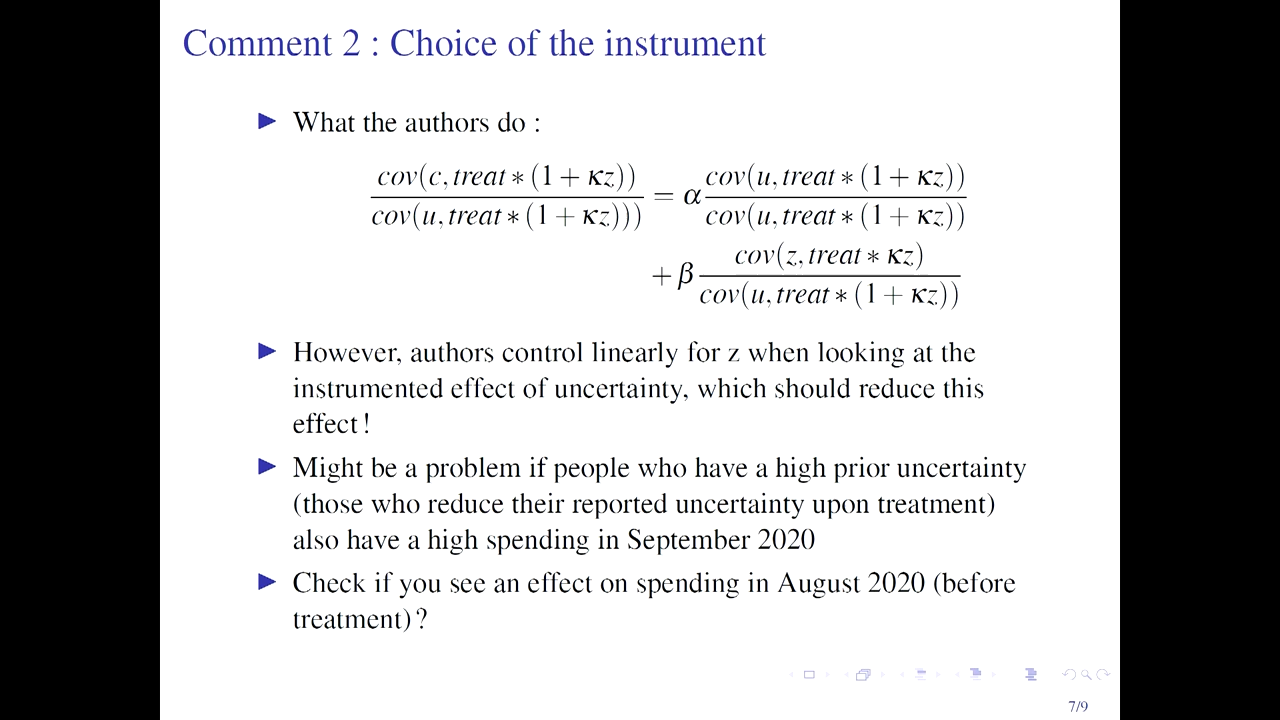 Comment 2 : Choice of the instrument
▶ What the authors do :
cov(c, treat ∗ (1 + κz)) / cov(u, treat ∗ (1 + κz))) = α cov(u, treat ∗ (1 + κz)) / cov(u, treat ∗ (1 + κz))
+ β cov(z, treat ∗ κz) / cov(u, treat ∗ (1 + κz))
▶ However, authors control linearly for z when looking at the
instrumented effect of uncertainty, which should reduce this
effect !
▶ Might be a problem if people who have a high prior uncertainty
(those who reduce their reported uncertainty upon treatment)
also have a high spending in September 2020
▶ Check if you see an effect on spending in August 2020 (before
treatment) ?
7/9